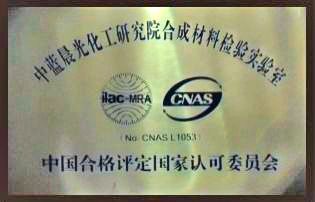 中蓝晨光化工研究院合成材料检验实验室
ilac-MRA
CNAS
(No. CNAS L1053)
中国合格评定国家认可委员会